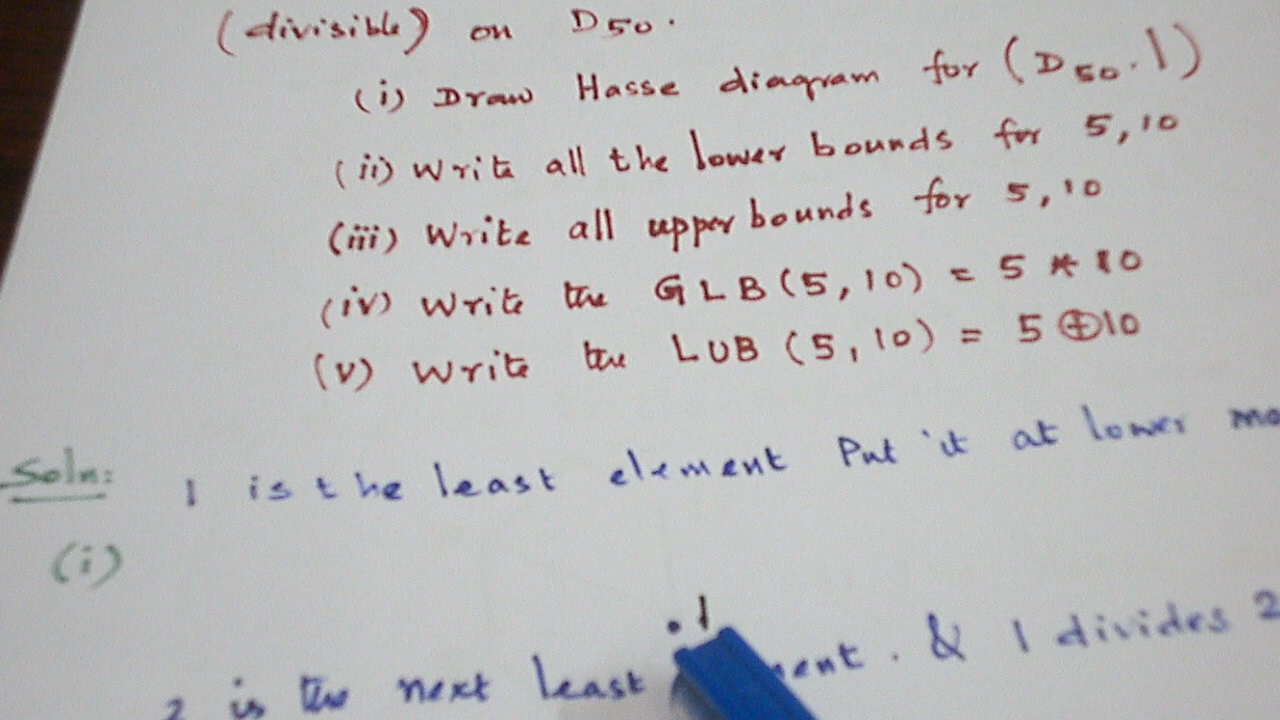 (divisible) on D50.
(i) Draw Hasse diagram for (D50.|)
(ii) Write all the lower bounds for 5,10
(iii) Write all upper bounds for 5,10
(iv) Write the GLB(5,10) = 5 * 10
(v) Write the LUB (5,10) = 5 ⊕ 10
Soln: 1 is the least element Put it at lower
(i)
.1
2 is the next least & 1 divides 2